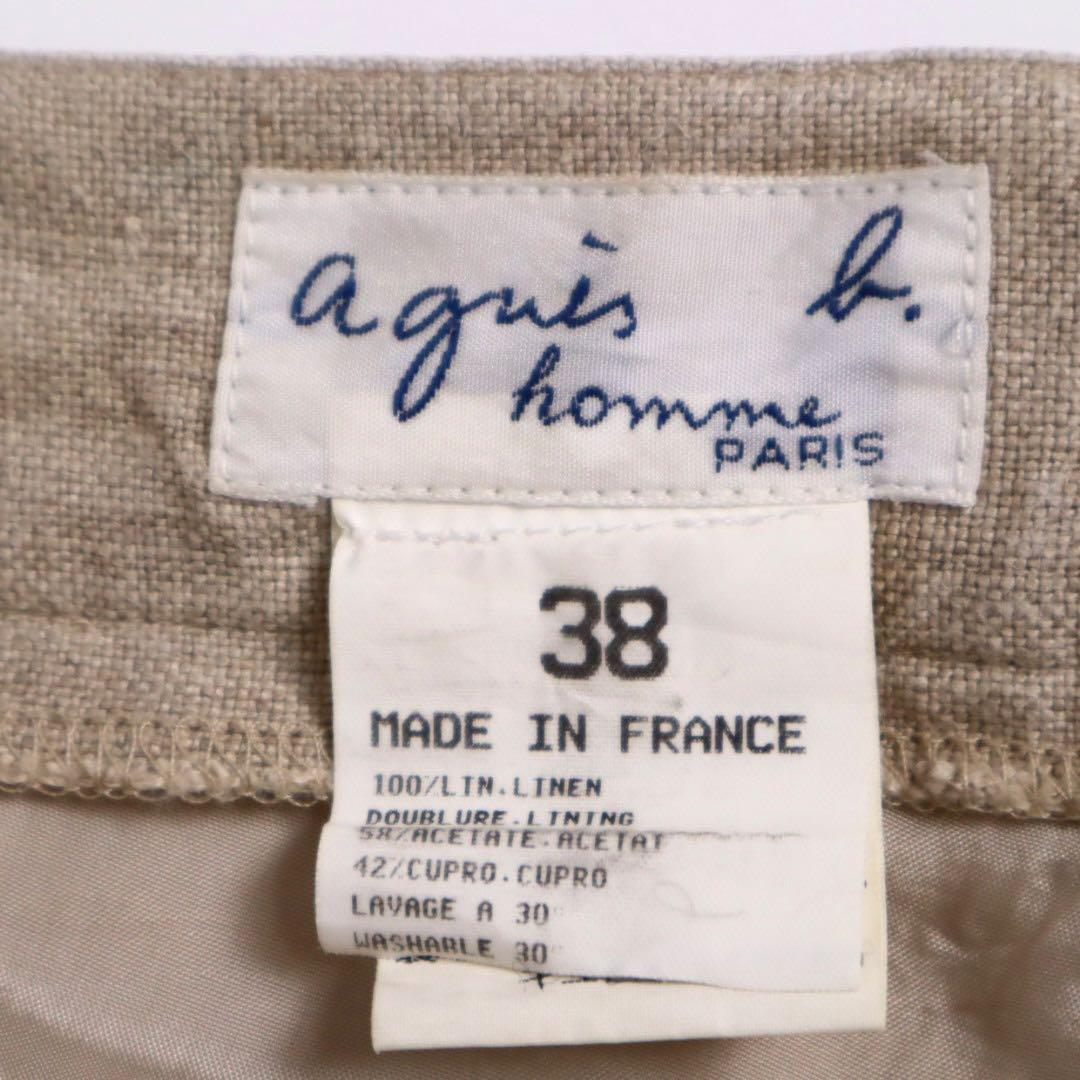 agnès b.
homme
PARIS
38
MADE IN FRANCE
100%LIN.LINEN
DOUBLURE.LINING
58%ACETATE.ACETAT
42%CUPRO.CUPRO
LAVAGE A 30°
WASHABLE 30°